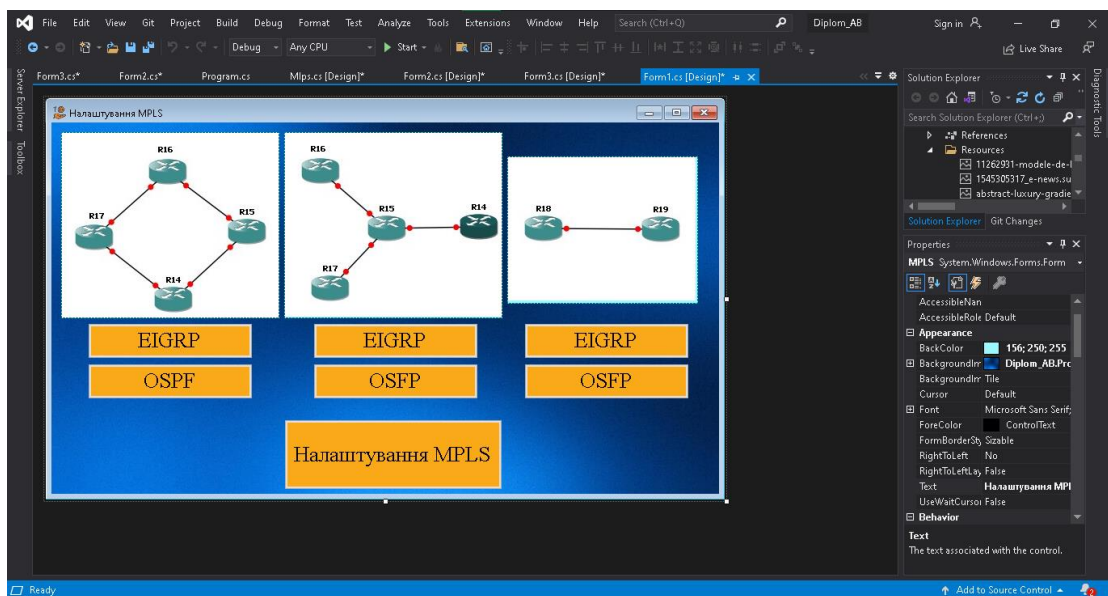 File Edit View Git Project Build Debug Format Test Analyze Tools Extensions Window Help Search (Ctrl+Q) Diplom_AB Sign in
Debug Any CPU Start Live Share
Form3.cs* Form2.cs* Program.cs Mlps.cs [Design]* Form2.cs [Design]* Form3.cs [Design]* Form1.cs [Design]*
Server Explorer
Toolbox
Налаштування MPLS
R16
R17
R15
R14
R16
R15
R14
R17
R18
R19
EIGRP
EIGRP
EIGRP
OSPF
OSFP
OSFP
Налаштування MPLS
Solution Explorer
Search Solution Explorer (Ctrl+;)
References
Resources
11262931-modele-de-l
1545305317_e-news.su
abstract-luxury-gradie
Solution Explorer Git Changes
Properties
MPLS System.Windows.Forms.Form
AccessibleNan
AccessibleRole Default
Appearance
BackColor 156; 250; 255
BackgroundIm Diplom_AB.Prc
BackgroundIm Tile
Cursor Default
Font Microsoft Sans Serif;
ForeColor ControlText
FormBorderSty Sizable
RightToLeft No
RightToLeftLay False
Text Налаштування MPI
UseWaitCursor False
Behavior
Text
The text associated with the control.
Diagnostic Tools
Ready Add to Source Control 2